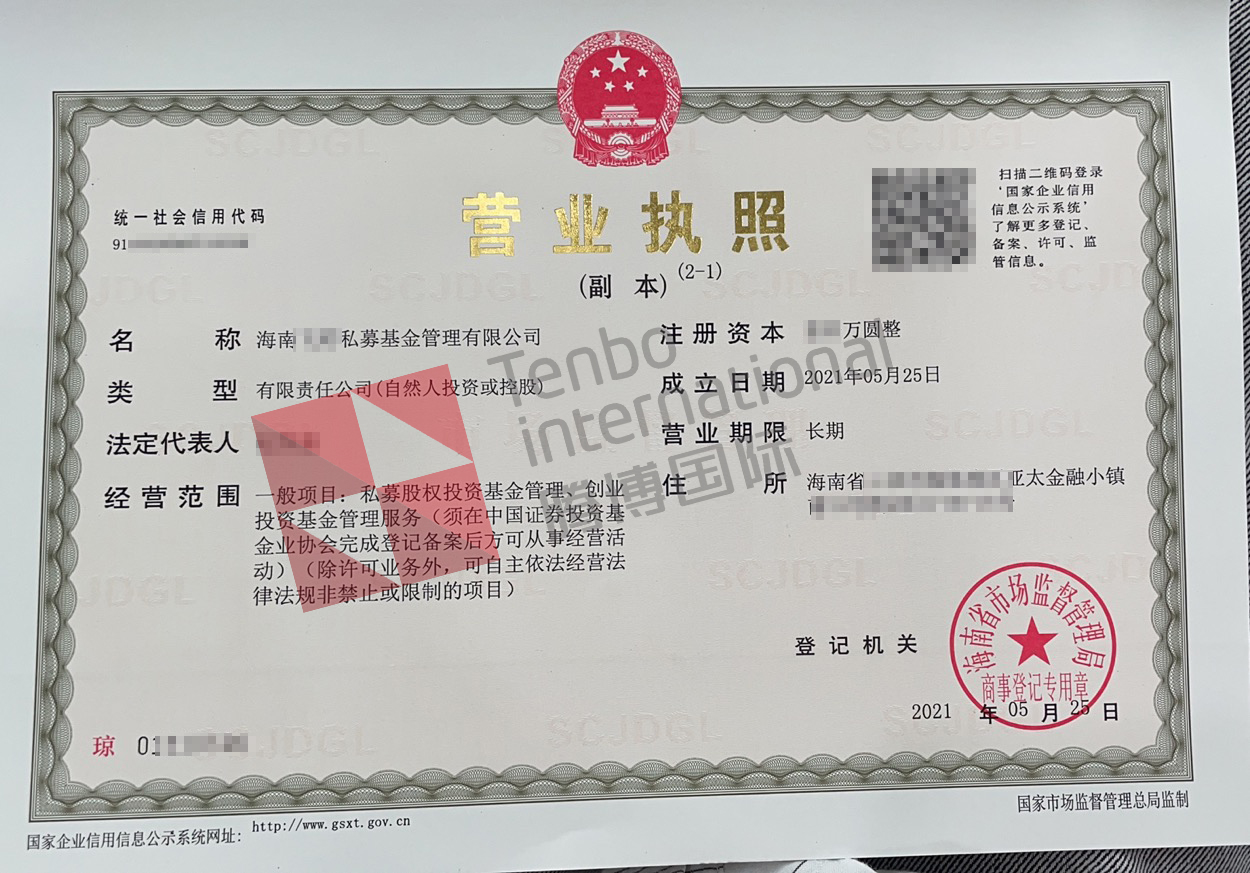 统一社会信用代码
91
营业执照
(副 本)(2-1)
扫描二维码登录
‘国家企业信用
信息公示系统’
了解更多登记、
备案、许可、监
管信息。
名 称 海南 私募基金管理有限公司
类 型 有限责任公司(自然人投资或控股)
法定代表人
经营范围 一般项目：私募股权投资基金管理、创业
投资基金管理服务（须在中国证券投资基
金业协会完成登记备案后方可从事经营活
动）（除许可业务外，可自主依法经营法
律法规非禁止或限制的项目）
注册资本 万圆整
成立日期 2021年05月25日
营业期限 长期
住 所 海南省 亚太金融小镇
Tenbo
international
腾博国际
登记机关
海南省市场监督管理局
商事登记专用章
2021 年 05 月 25 日
琼 01
国家企业信用信息公示系统网址： http://www.gsxt.gov.cn
国家市场监督管理总局监制
SCJDGL